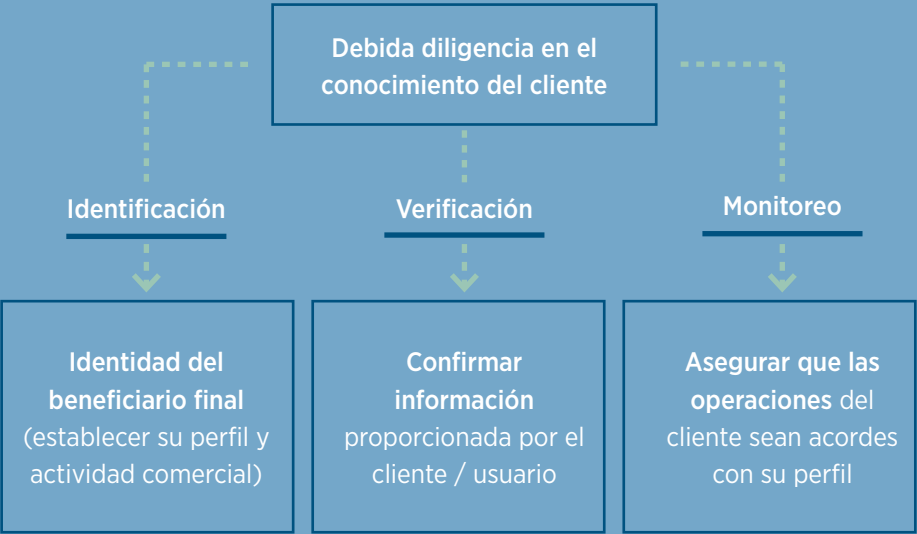 Debida diligencia en el
conocimiento del cliente
Identificación
Verificación
Monitoreo
Identidad del
beneficiario final
(establecer su perfil y
actividad comercial)
Confirmar
información
proporcionada por el
cliente / usuario
Asegurar que las
operaciones del
cliente sean acordes
con su perfil